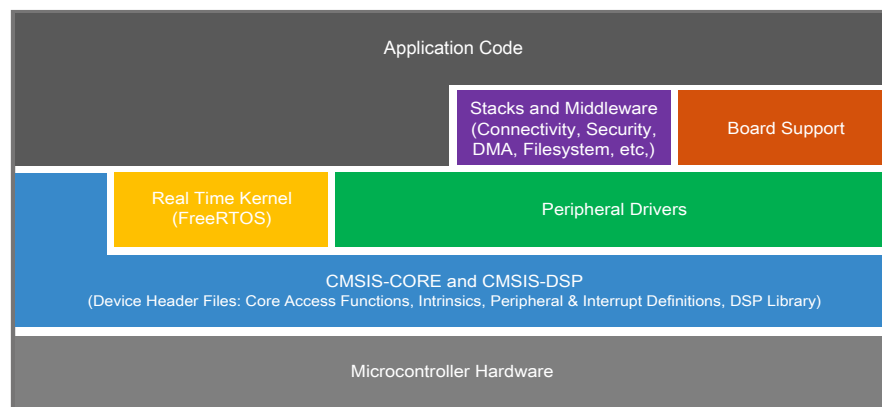 Application Code
Stacks and Middleware
(Connectivity, Security,
DMA, Filesystem, etc,)
Board Support
Real Time Kernel
(FreeRTOS)
Peripheral Drivers
CMSIS-CORE and CMSIS-DSP
(Device Header Files: Core Access Functions, Intrinsics, Peripheral & Interrupt Definitions, DSP Library)
Microcontroller Hardware